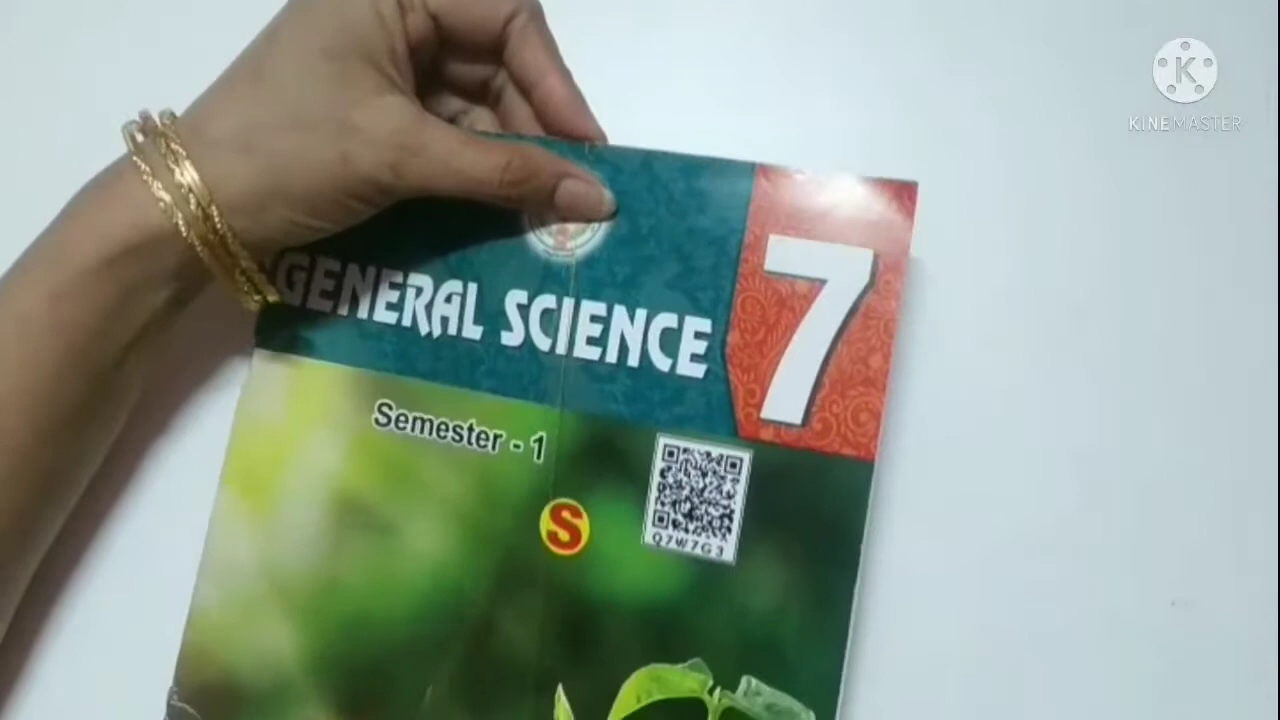 KINEMASTER
GENERAL SCIENCE
7
Semester - 1
S
Q7W7G3